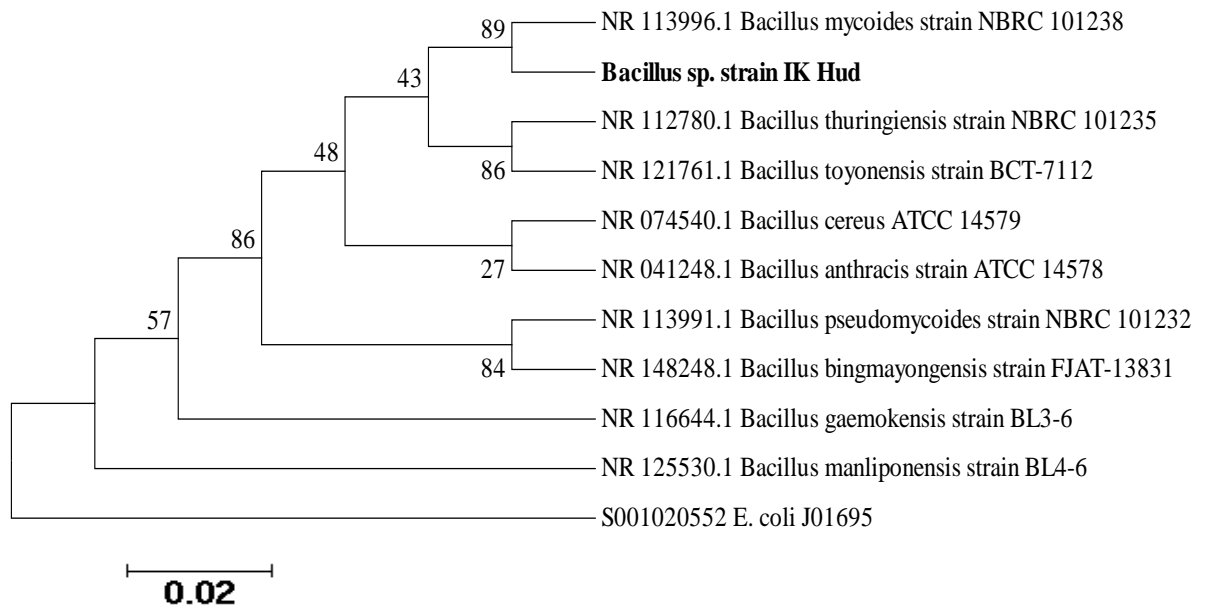 89
NR 113996.1 Bacillus mycoides strain NBRC 101238
Bacillus sp. strain IK Hud
43
NR 112780.1 Bacillus thuringiensis strain NBRC 101235
48
86
NR 121761.1 Bacillus toyonensis strain BCT-7112
NR 074540.1 Bacillus cereus ATCC 14579
86
27
NR 041248.1 Bacillus anthracis strain ATCC 14578
57
NR 113991.1 Bacillus pseudomycoides strain NBRC 101232
84
NR 148248.1 Bacillus bingmayongensis strain FJAT-13831
NR 116644.1 Bacillus gaemokensis strain BL3-6
NR 125530.1 Bacillus manliponensis strain BL4-6
S001020552 E. coli J01695
0.02